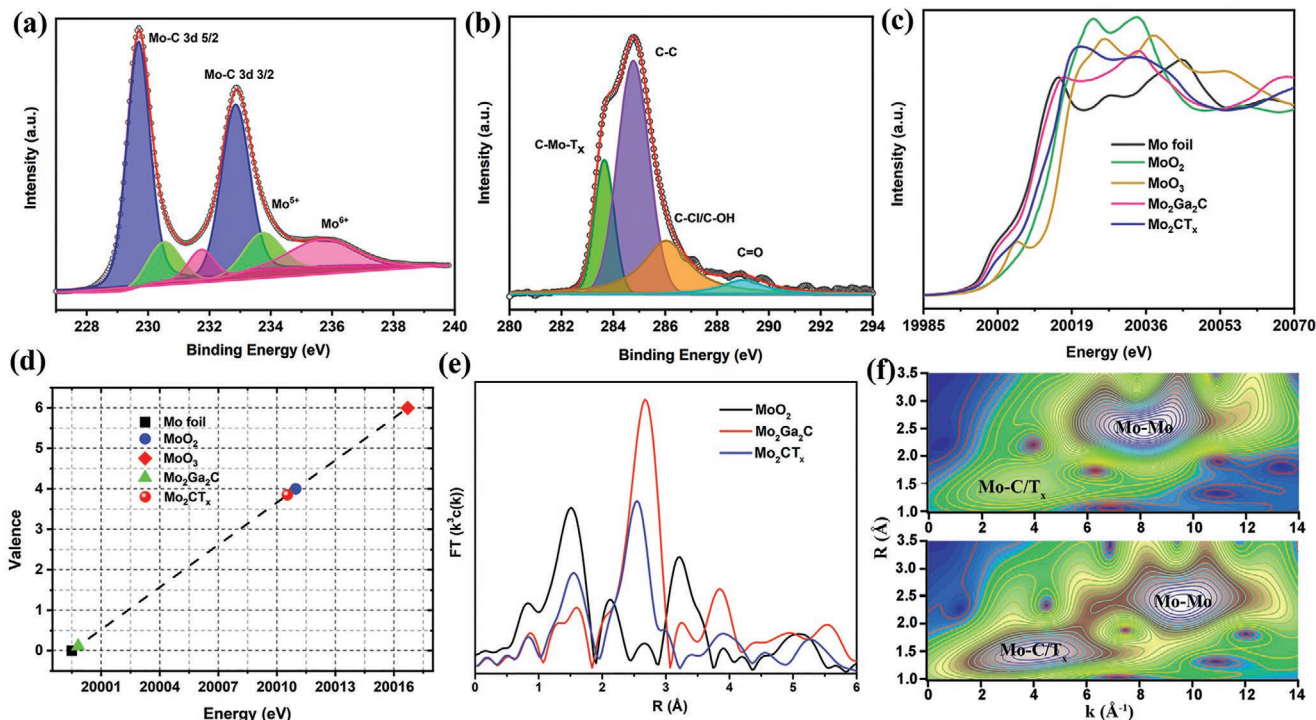 (a)
Mo-C 3d 5/2
Mo-C 3d 3/2
Mo5+
Mo6+
Intensity (a.u.)
228 230 232 234 236 238 240
Binding Energy (eV)
(b)
C-C
C-Mo-Tx
C-Cl/C-OH
C=O
Intensity (a.u.)
280 282 284 286 288 290 292 294
Binding Energy (eV)
(c)
Mo foil
MoO2
MoO3
Mo2Ga2C
Mo2CTx
Intensity (a.u.)
19985 20002 20019 20036 20053 20070
Energy (eV)
(d)
6
5
4
3
2
1
0
Valence
Mo foil
MoO2
MoO3
Mo2Ga2C
Mo2CTx
20001 20004 20007 20010 20013 20016
Energy (eV)
(e)
MoO2
Mo2Ga2C
Mo2CTx
FT (k3c(k))
0 1 2 3 4 5 6
R (Å)
(f)
3.5
3.0
2.5
2.0
1.5
1.0
Mo-Mo
Mo-C/Tx
0 2 4 6 8 10 12 14
R (Å)
3.5
3.0
2.5
2.0
1.5
1.0
Mo-Mo
Mo-C/Tx
0 2 4 6 8 10 12 14
k (Å-1)